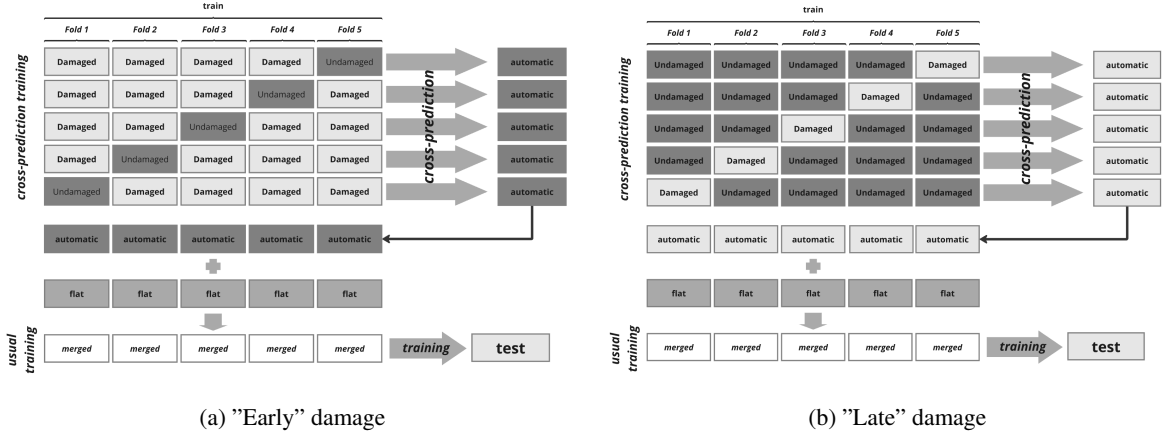 train
Fold 1 Fold 2 Fold 3 Fold 4 Fold 5
cross-prediction training
Damaged Damaged Damaged Damaged Undamaged automatic
Damaged Damaged Damaged Undamaged Damaged automatic
Damaged Damaged Undamaged Damaged Damaged automatic
Damaged Undamaged Damaged Damaged Damaged automatic
Undamaged Damaged Damaged Damaged Damaged automatic
cross-prediction
automatic automatic automatic automatic automatic
flat flat flat flat flat
usual
training
merged merged merged merged merged training test
(a) ”Early” damage
train
Fold 1 Fold 2 Fold 3 Fold 4 Fold 5
cross-prediction training
Undamaged Undamaged Undamaged Undamaged Damaged automatic
Undamaged Undamaged Undamaged Damaged Undamaged automatic
Undamaged Undamaged Damaged Undamaged Undamaged automatic
Undamaged Damaged Undamaged Undamaged Undamaged automatic
Damaged Undamaged Undamaged Undamaged Undamaged automatic
cross-prediction
automatic automatic automatic automatic automatic
flat flat flat flat flat
usual
training
merged merged merged merged merged training test
(b) ”Late” damage